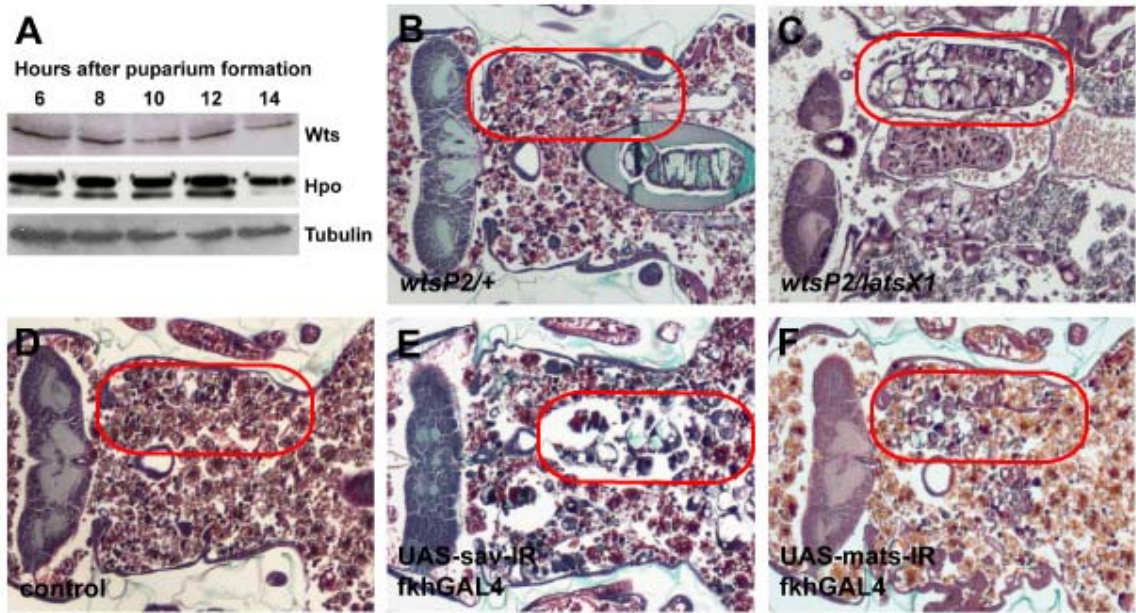 A
Hours after puparium formation
6 8 10 12 14
Wts
Hpo
Tubulin
B
wtsP2/+
C
wtsP2/latsX1
D
control
E
UAS-sav-IR
fkhGAL4
F
UAS-mats-IR
fkhGAL4